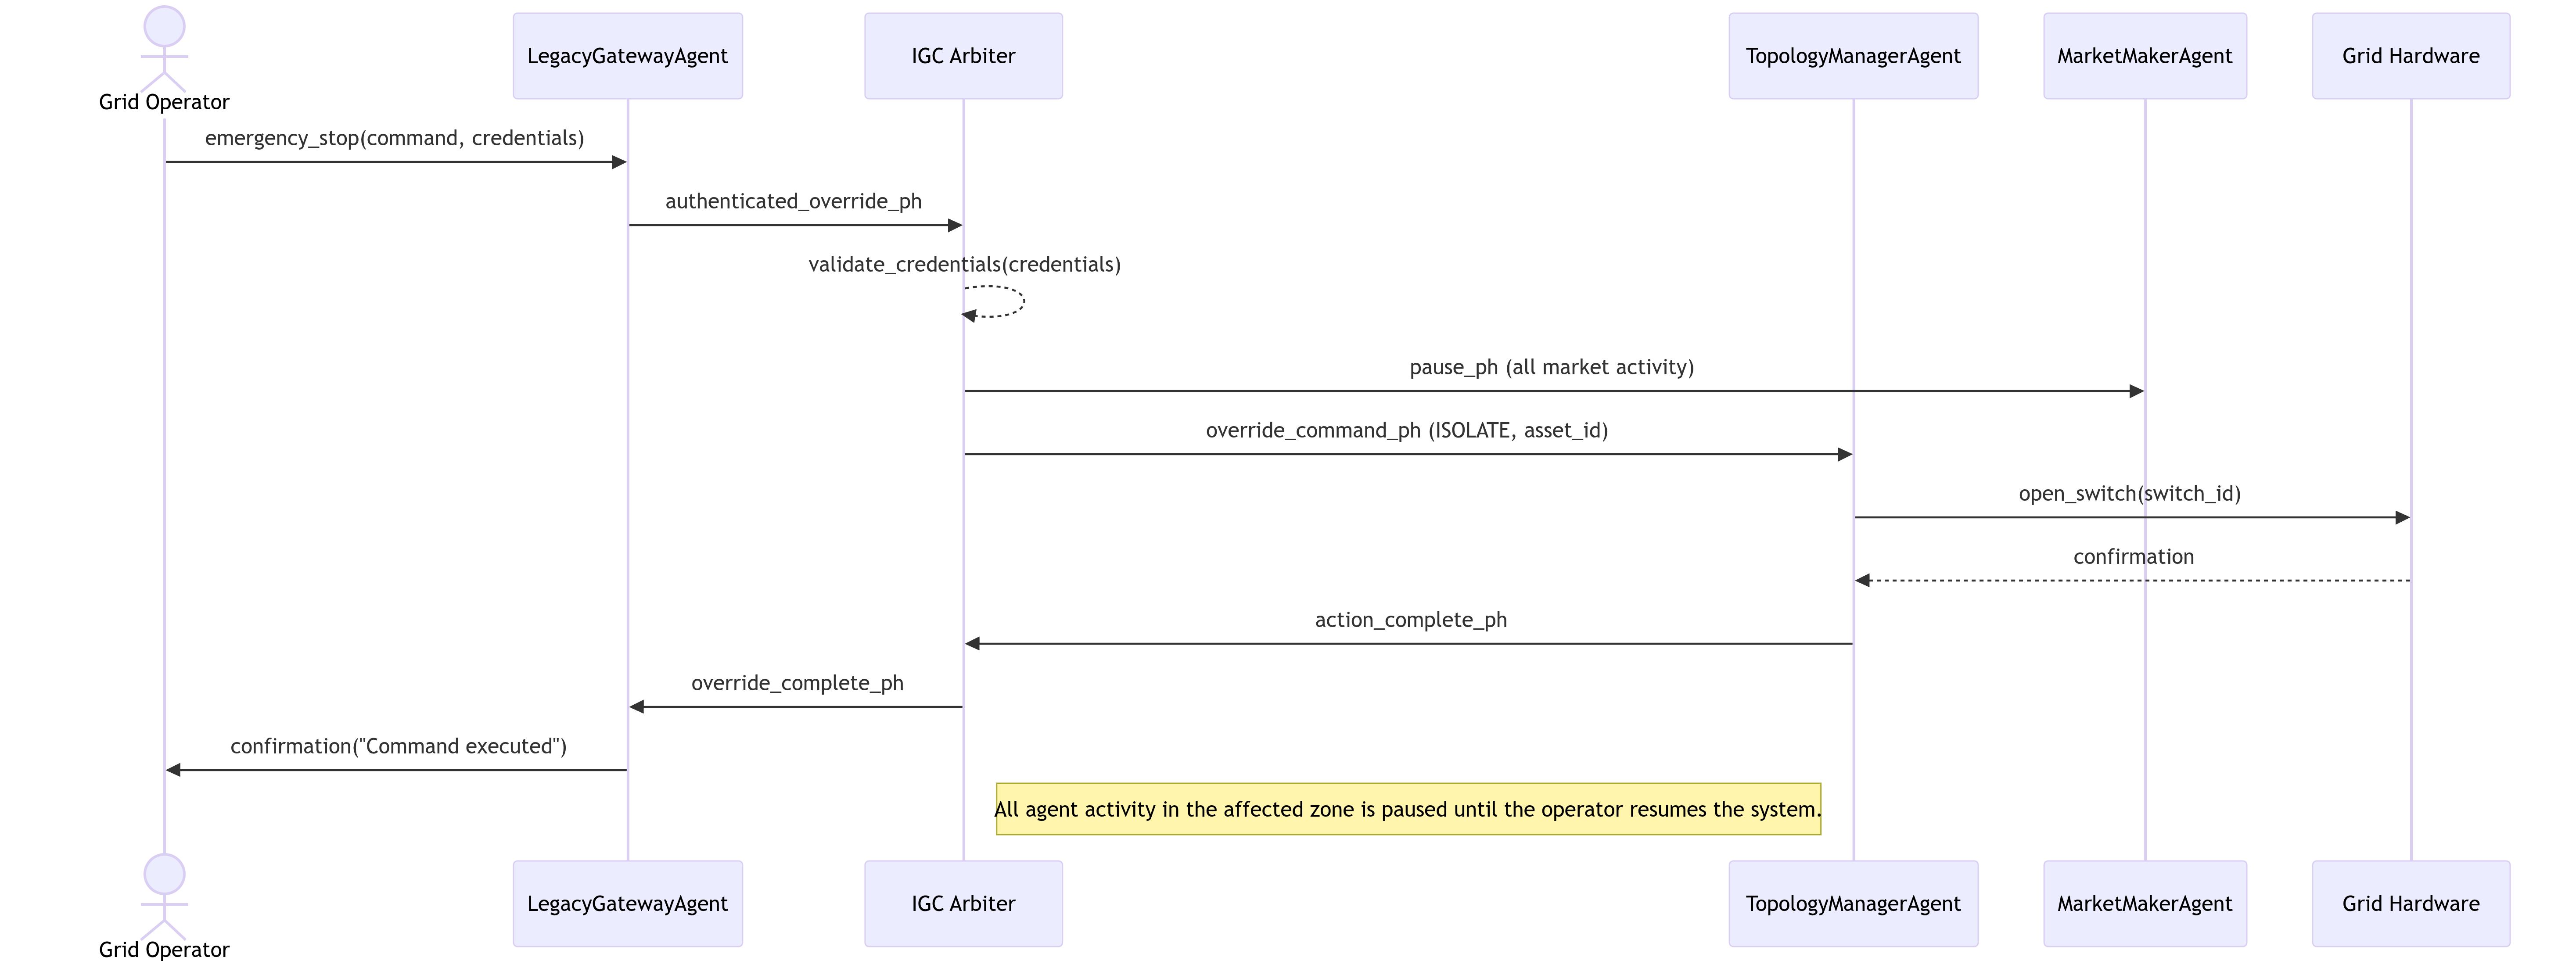 Grid Operator
LegacyGatewayAgent
IGC Arbiter
TopologyManagerAgent
MarketMakerAgent
Grid Hardware
emergency_stop(command, credentials)
authenticated_override_ph
validate_credentials(credentials)
pause_ph (all market activity)
override_command_ph (ISOLATE, asset_id)
open_switch(switch_id)
confirmation
action_complete_ph
override_complete_ph
confirmation("Command executed")
All agent activity in the affected zone is paused until the operator resumes the system.
Grid Operator
LegacyGatewayAgent
IGC Arbiter
TopologyManagerAgent
MarketMakerAgent
Grid Hardware